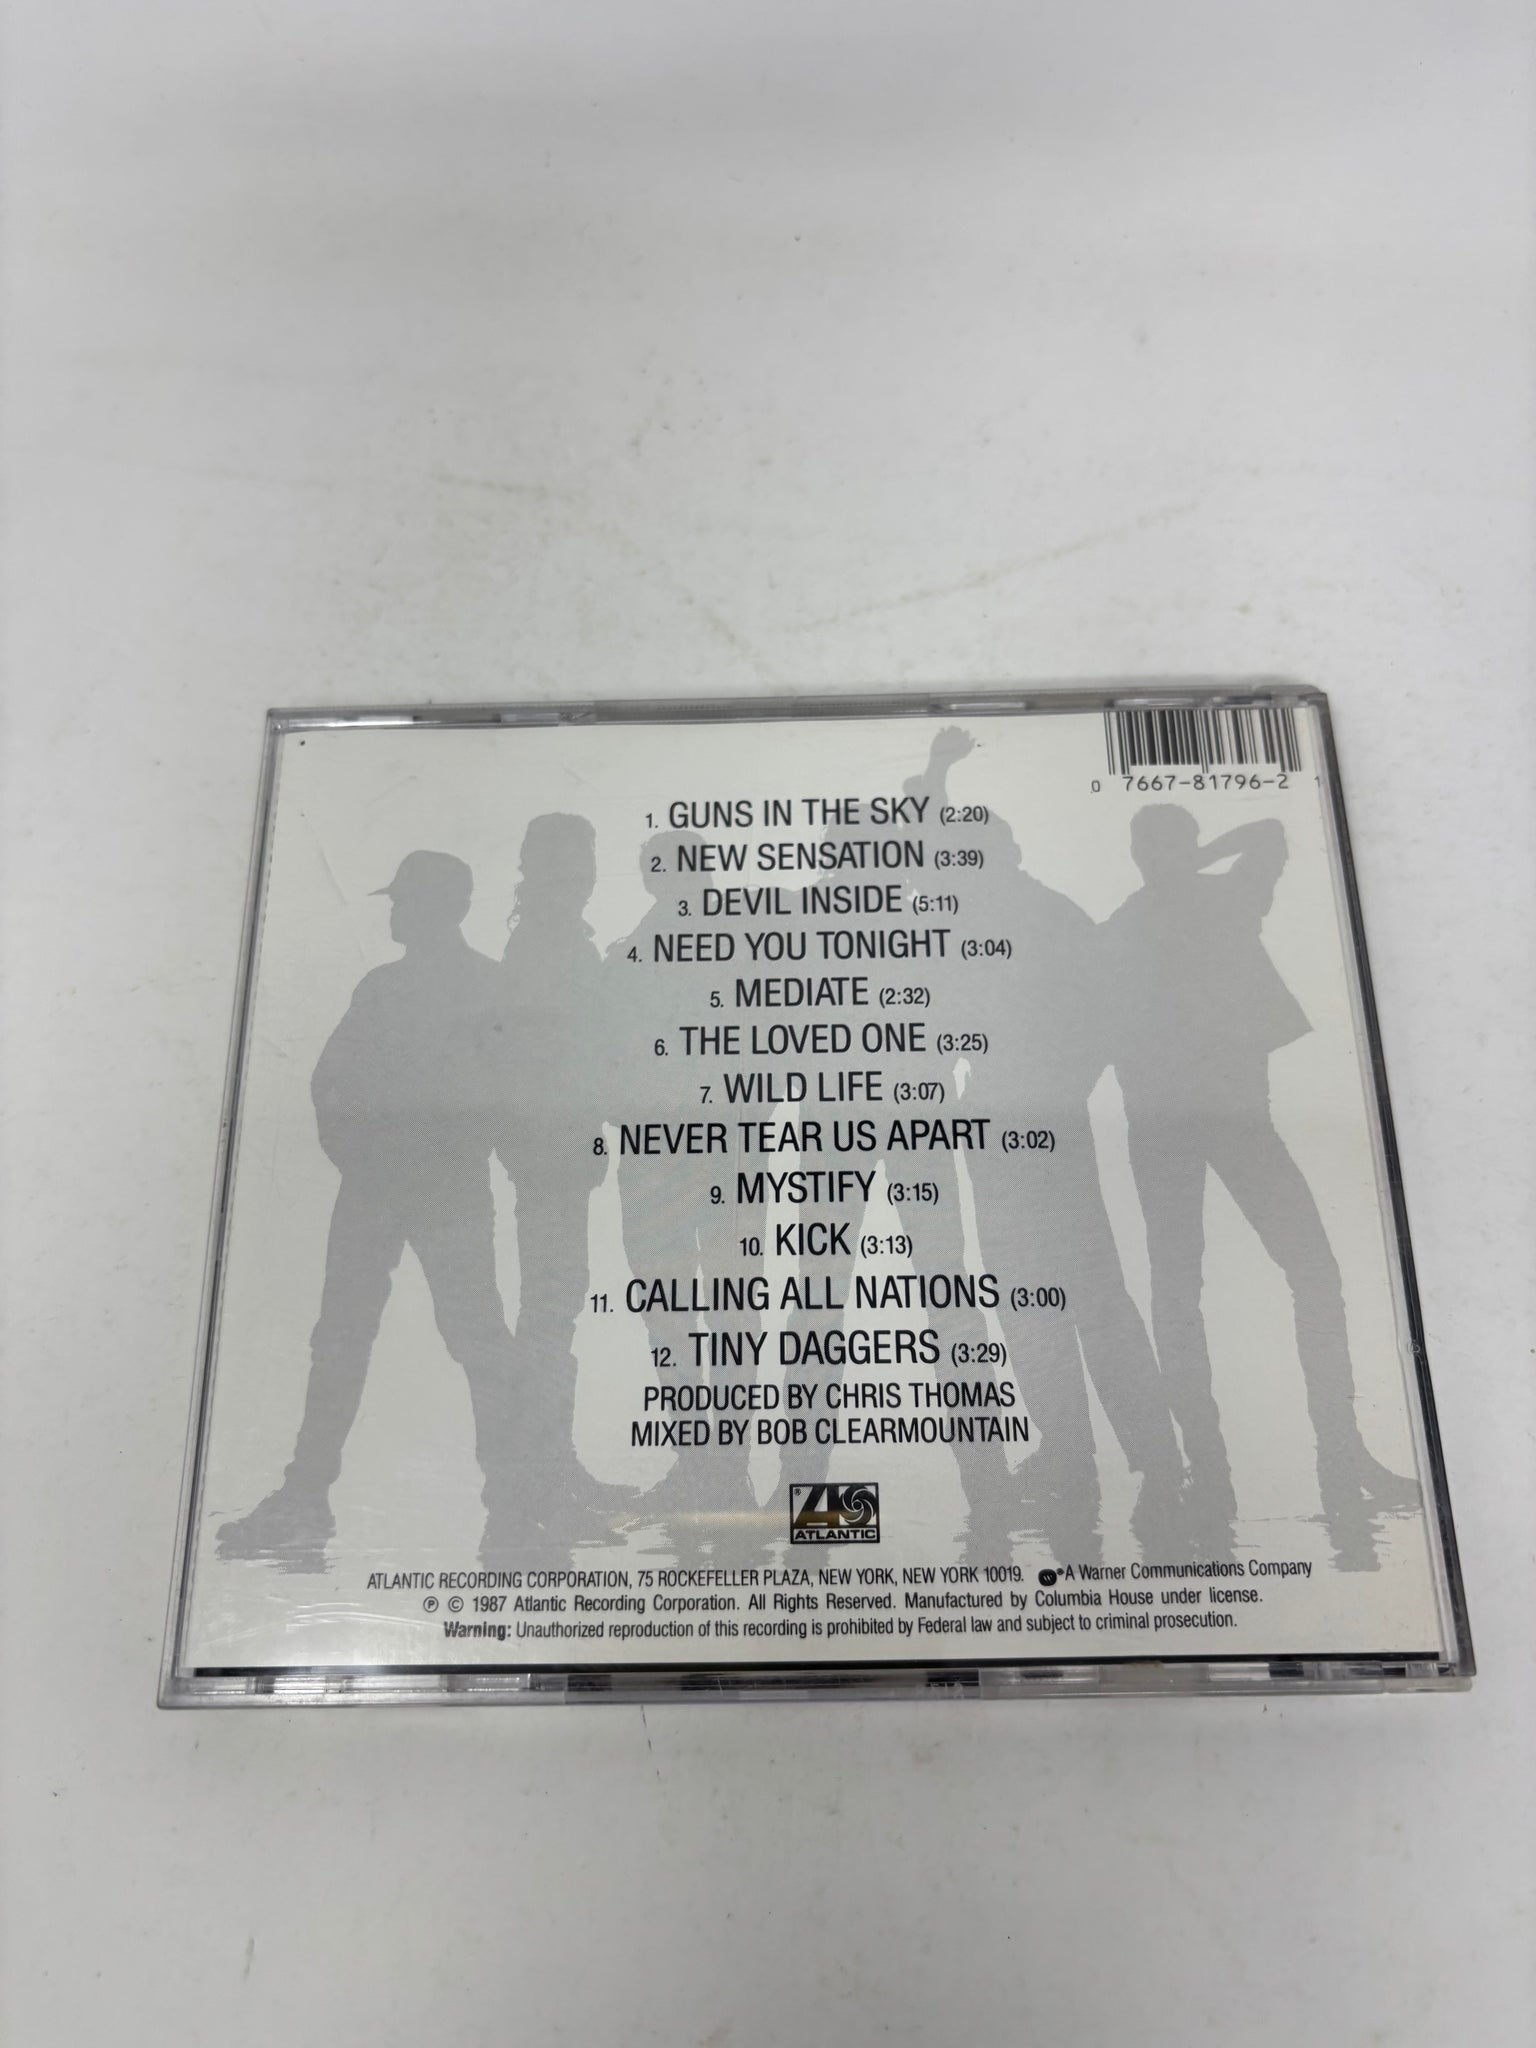 0 7667-81796-2 1
1. GUNS IN THE SKY (2:20)
2. NEW SENSATION (3:39)
3. DEVIL INSIDE (5:11)
4. NEED YOU TONIGHT (3:04)
5. MEDIATE (2:32)
6. THE LOVED ONE (3:25)
7. WILD LIFE (3:07)
8. NEVER TEAR US APART (3:02)
9. MYSTIFY (3:15)
10. KICK (3:13)
11. CALLING ALL NATIONS (3:00)
12. TINY DAGGERS (3:29)
PRODUCED BY CHRIS THOMAS
MIXED BY BOB CLEARMOUNTAIN
® ATLANTIC
ATLANTIC RECORDING CORPORATION, 75 ROCKEFELLER PLAZA, NEW YORK, NEW YORK 10019. ® A Warner Communications Company
℗ © 1987 Atlantic Recording Corporation. All Rights Reserved. Manufactured by Columbia House under license.
Warning: Unauthorized reproduction of this recording is prohibited by Federal law and subject to criminal prosecution.